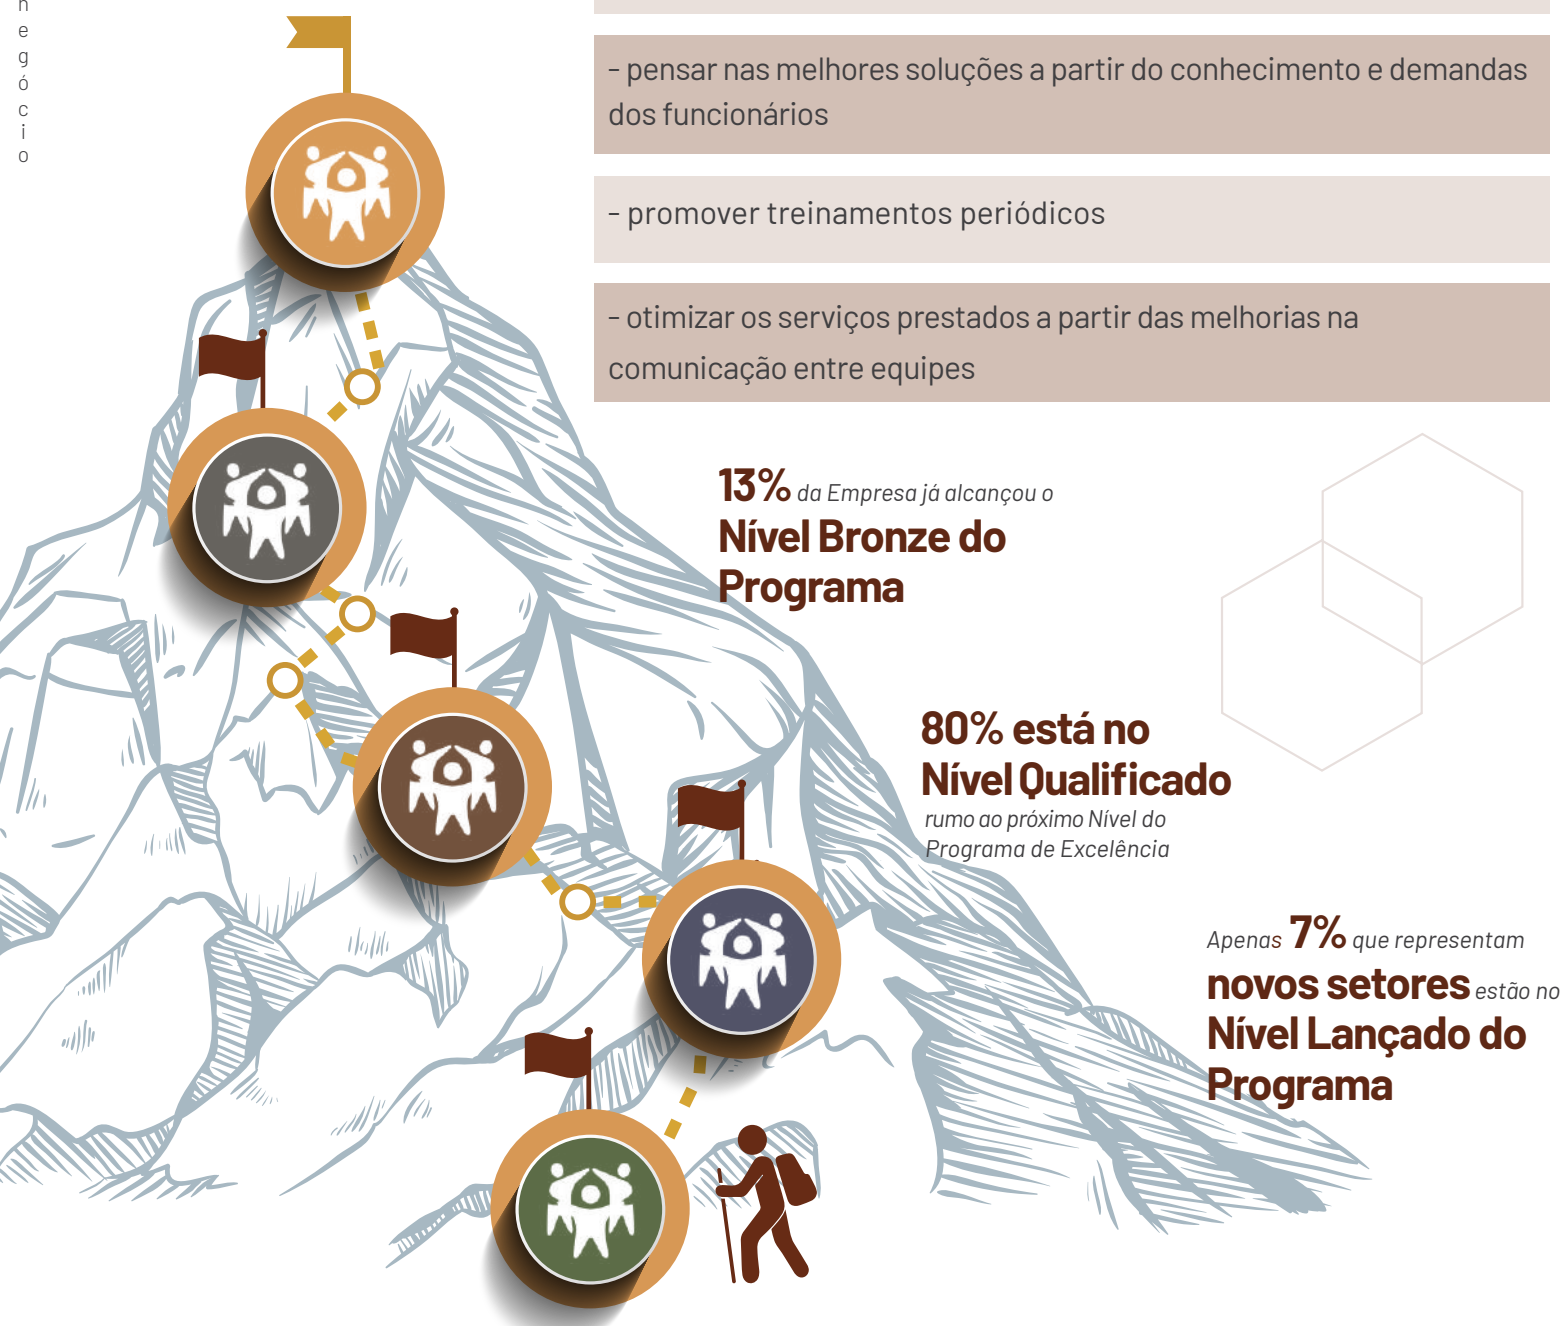 n
e
g
ó
c
i
o
- pensar nas melhores soluções a partir do conhecimento e demandas
dos funcionários
- promover treinamentos periódicos
- otimizar os serviços prestados a partir das melhorias na
comunicação entre equipes
13% da Empresa já alcançou o
Nível Bronze do
Programa
80% está no
Nível Qualificado
rumo ao próximo Nível do
Programa de Excelência
Apenas 7% que representam
novos setores estão no
Nível Lançado do
Programa